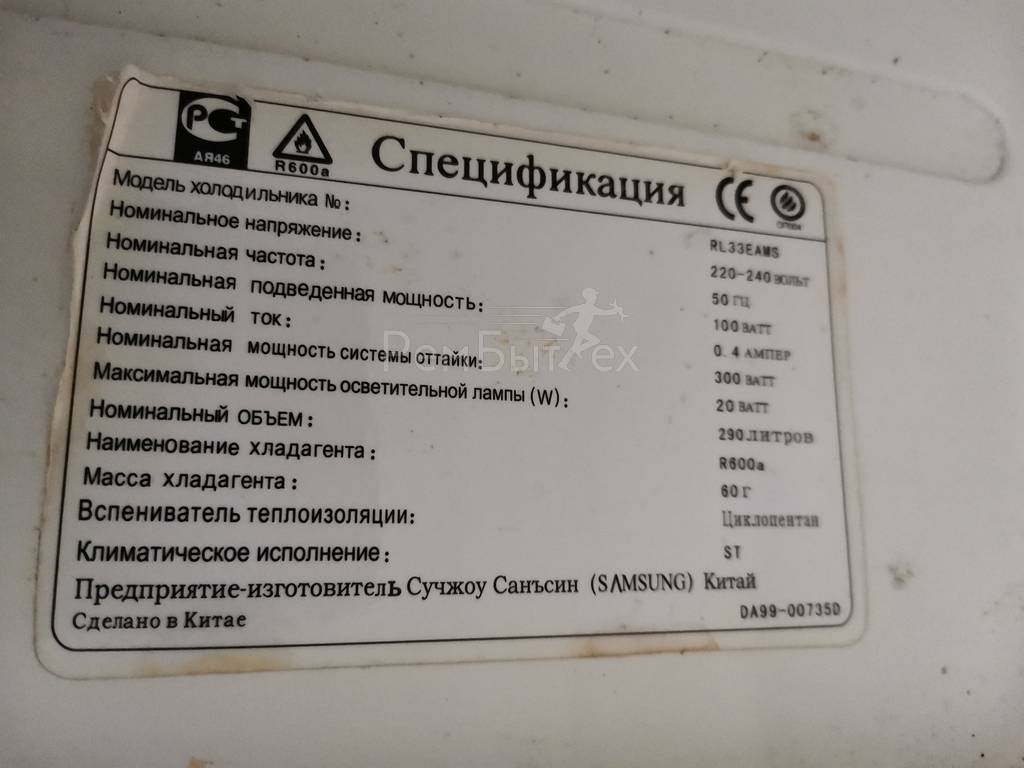 РСТ
АЯ46
R600a
Спецификация
CE
Модель холодильника №: RL33EAMS
Номинальное напряжение: 220-240 ВОЛЬТ
Номинальная частота: 50 ГЦ
Номинальная подведенная мощность: 100 ВАТТ
Номинальный ток: 0.4 АМПЕР
Номинальная мощность системы оттайки: 300 ВАТТ
Максимальная мощность осветительной лампы (W): 20 ВАТТ
Номинальный ОБЪЕМ: 290 литров
Наименование хладагента: R600a
Масса хладагента: 60 Г
Вспениватель теплоизоляции: Циклопентан
Климатическое исполнение: ST
Предприятие-изготовитель Сучжоу Санъсин (SAMSUNG) Китай
Сделано в Китае DA99-00735D
РемБытТех